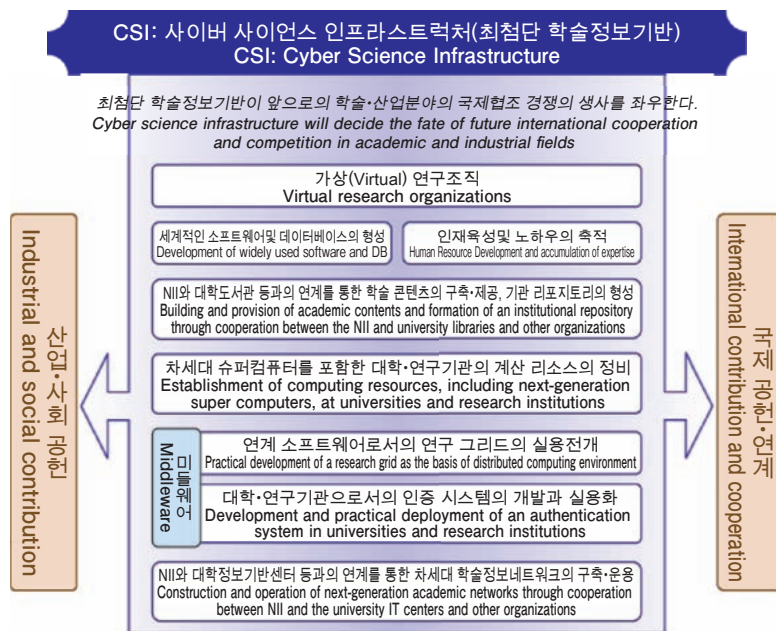 CSI: 사이버 사이언스 인프라스트럭처(최첨단 학술정보기반)
CSI: Cyber Science Infrastructure
최첨단 학술정보기반이 앞으로의 학술•산업분야의 국제협조 경쟁의 생사를 좌우한다.
Cyber science infrastructure will decide the fate of future international cooperation
and competition in academic and industrial fields
가상(Virtual) 연구조직
Virtual research organizations
세계적인 소프트웨어및 데이터베이스의 형성
Development of widely used software and DB
인재육성및 노하우의 축적
Human Resource Development and accumulation of expertise
NII와 대학도서관 등과의 연계를 통한 학술 콘텐츠의 구축•제공, 기관 리포지토리의 형성
Building and provision of academic contents and formation of an institutional repository
through cooperation between the NII and university libraries and other organizations
차세대 슈퍼컴퓨터를 포함한 대학•연구기관의 계산 리소스의 정비
Establishment of computing resources, including next-generation
super computers, at universities and research institutions
미들웨어
Middleware
연계 소프트웨어로서의 연구 그리드의 실용전개
Practical development of a research grid as the basis of distributed computing environment
대학•연구기관으로서의 인증 시스템의 개발과 실용화
Development and practical deployment of an authentication
system in universities and research institutions
NII와 대학정보기반센터 등과의 연계를 통한 차세대 학술정보네트워크의 구축•운용
Construction and operation of next-generation academic networks through cooperation
between NII and the university IT centers and other organizations
산업•사회 공헌
Industrial and social contribution
국제 공헌•연계
International contribution and cooperation